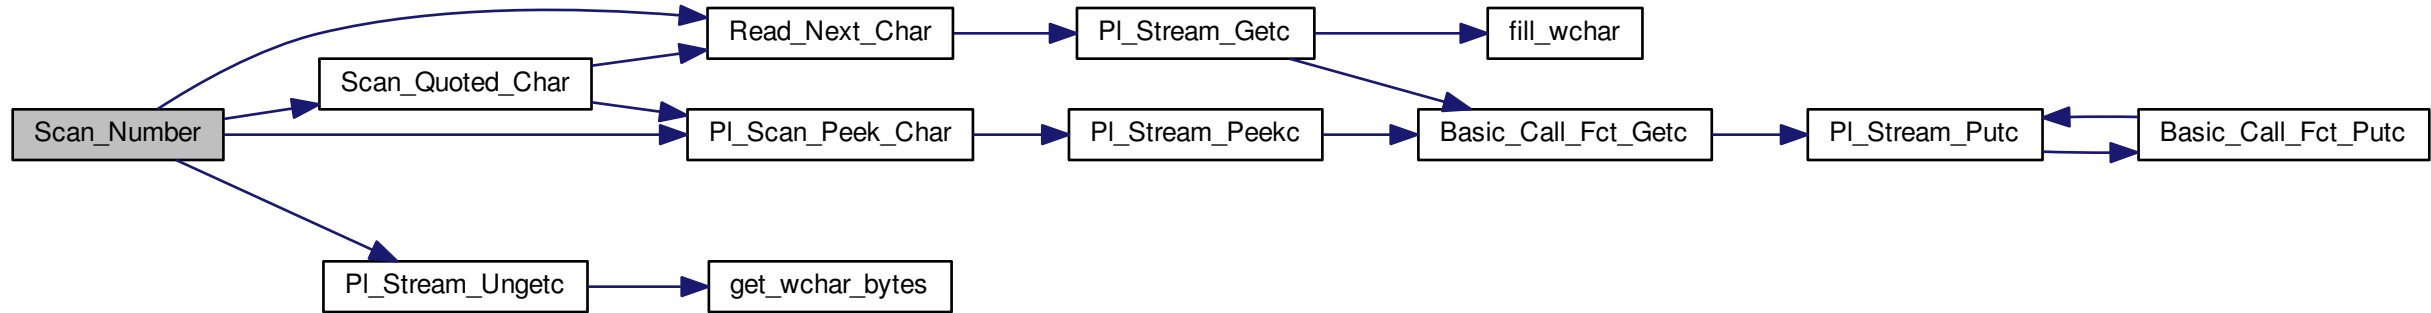 Scan_Number
Scan_Quoted_Char
Read_Next_Char
Pl_Stream_Getc
fill_wchar
Pl_Scan_Peek_Char
Pl_Stream_Peekc
Basic_Call_Fct_Getc
Pl_Stream_Putc
Basic_Call_Fct_Putc
Pl_Stream_Ungetc
get_wchar_bytes